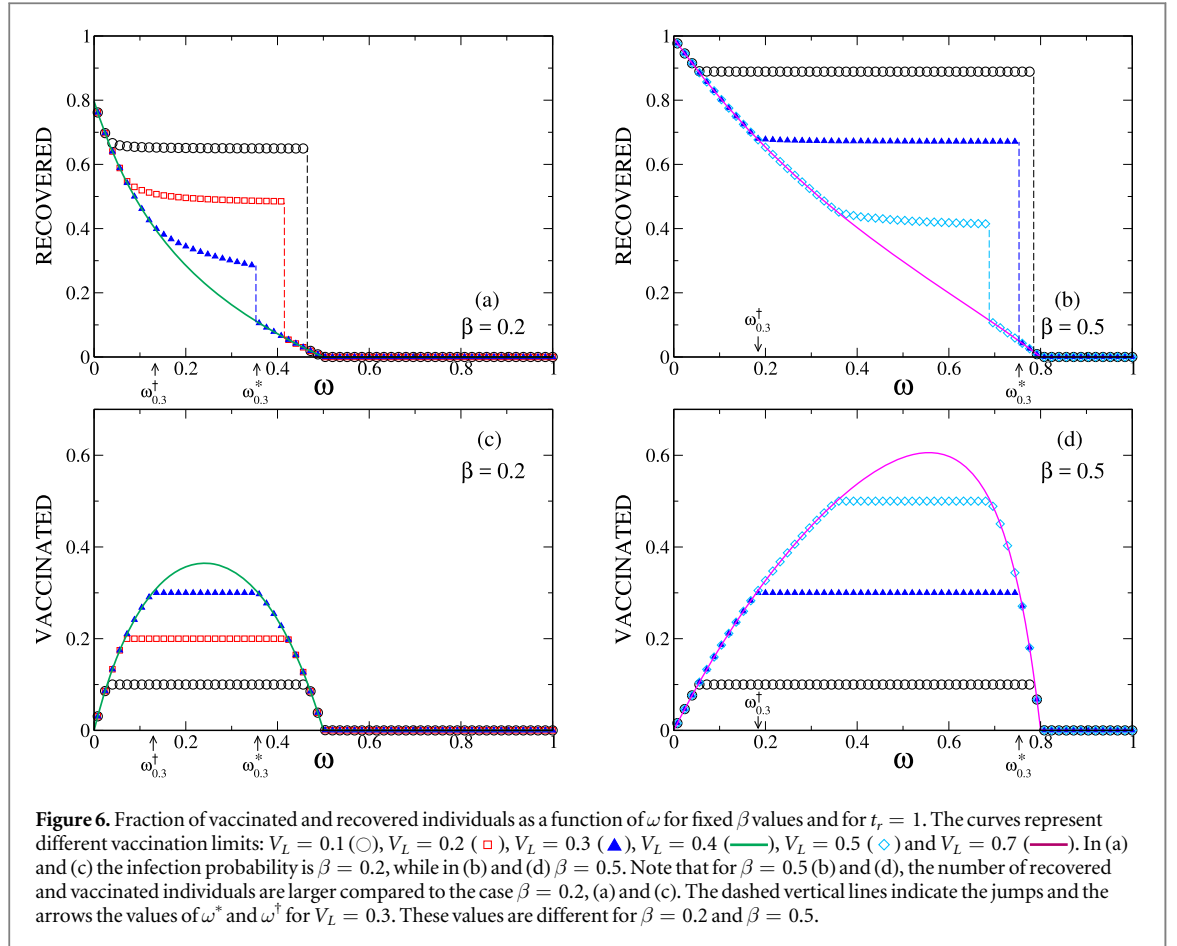 1
0.8
0.6
0.4
0.2
0
RECOVERED
(a)
β = 0.2
0 0.2 0.4 0.6 0.8 1
ω
ω†0.3
ω*0.3
1
0.8
0.6
0.4
0.2
0
RECOVERED
ω†0.3
(b)
β = 0.5
0 0.2 0.4 0.6 0.8 1
ω
ω*0.3
0.6
0.4
0.2
0
VACCINATED
(c)
β = 0.2
0 0.2 0.4 0.6 0.8 1
ω
ω†0.3
ω*0.3
0.6
0.4
0.2
0
VACCINATED
ω†0.3
(d)
β = 0.5
0 0.2 0.4 0.6 0.8 1
ω
ω*0.3
Figure 6. Fraction of vaccinated and recovered individuals as a function of ω for fixed β values and for t_r = 1. The curves represent
different vaccination limits: V_L = 0.1 (○), V_L = 0.2 ( □ ), V_L = 0.3 ( ▲ ), V_L = 0.4 (——), V_L = 0.5 ( ◇ ) and V_L = 0.7 (——). In (a)
and (c) the infection probability is β = 0.2, while in (b) and (d) β = 0.5. Note that for β = 0.5 (b) and (d), the number of recovered
and vaccinated individuals are larger compared to the case β = 0.2, (a) and (c). The dashed vertical lines indicate the jumps and the
arrows the values of ω* and ω† for V_L = 0.3. These values are different for β = 0.2 and β = 0.5.